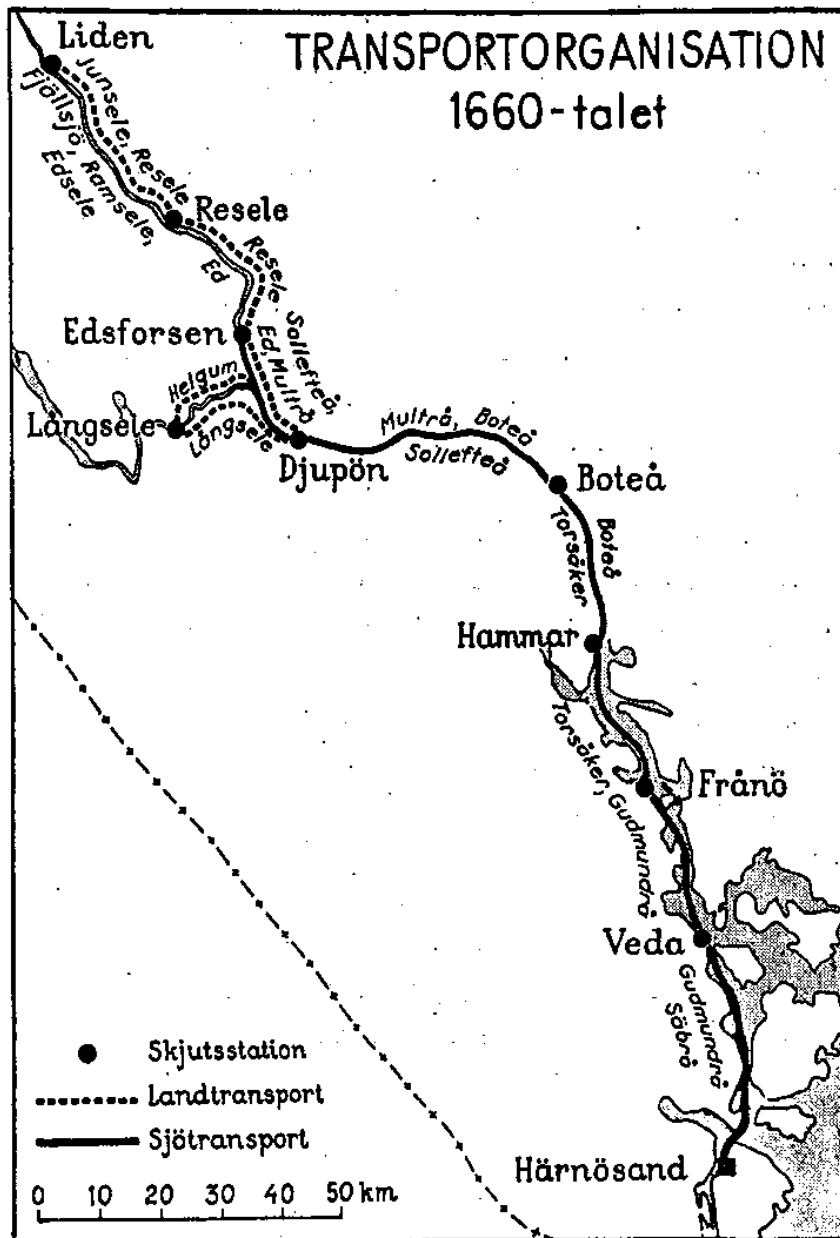 TRANSPORTORGANISATION
1660-talet
Liden
Junsele, Resele
Fjällsjö, Ramsele,
Edsele
Resele
Resele
Ed
Edsforsen
Sollefteå,
Ed, Multrå
Helgum
Långsele
Långsele
Djupön
Multrå, Boteå
Sollefteå
Boteå
Boteå
Torsåker
Hammar
Torsåker, Gudmundrå
Frånö
Veda
Gudmundrå
Säbrå
Härnösand
Skjutsstation
Landtransport
Sjötransport
0 10 20 30 40 50 km